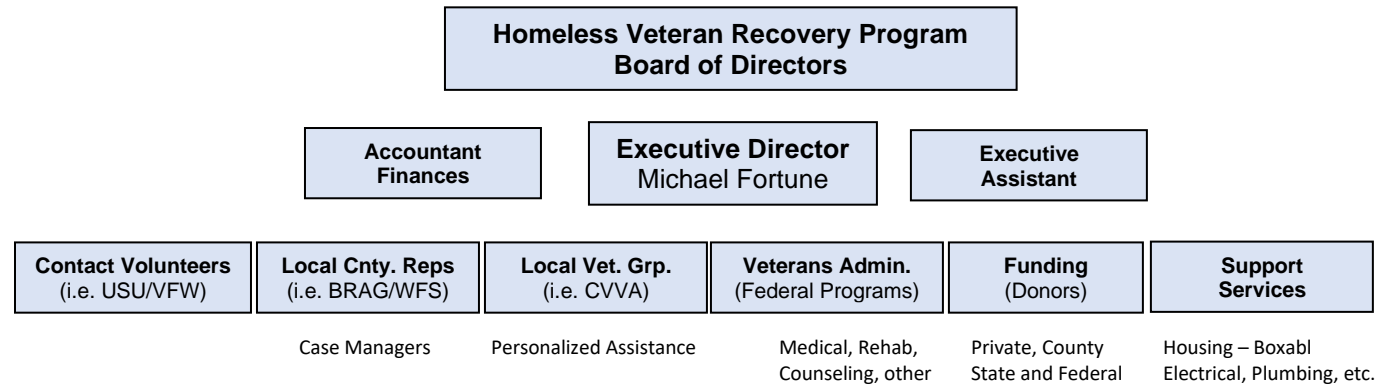 Homeless Veteran Recovery Program
Board of Directors
Accountant
Finances
Executive Director
Michael Fortune
Executive
Assistant
Contact Volunteers
(i.e. USU/VFW)
Local Cnty. Reps
(i.e. BRAG/WFS)
Local Vet. Grp.
(i.e. CVVA)
Veterans Admin.
(Federal Programs)
Funding
(Donors)
Support
Services
Case Managers
Personalized Assistance
Medical, Rehab,
Counseling, other
Private, County
State and Federal
Housing – Boxabl
Electrical, Plumbing, etc.